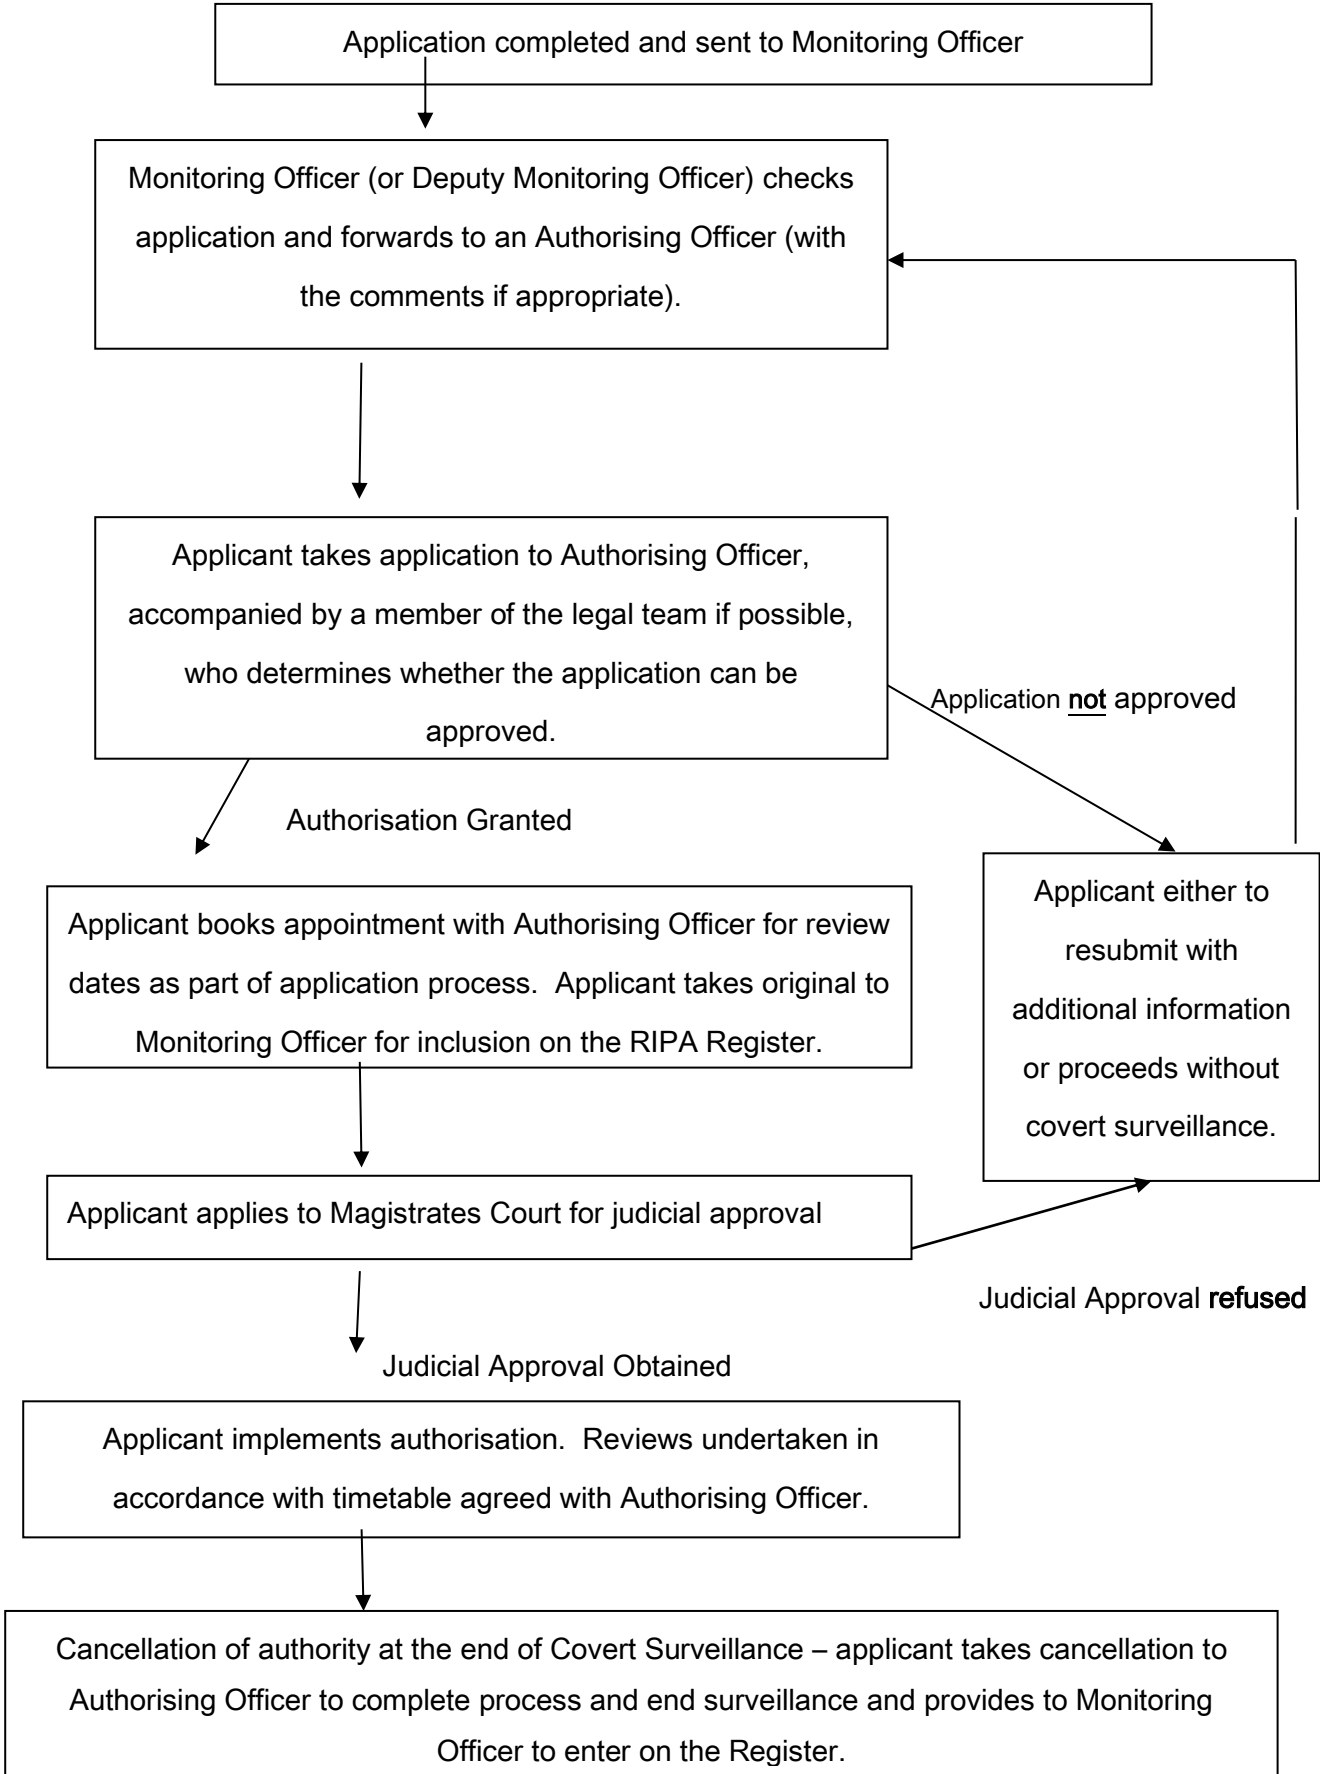 Application completed and sent to Monitoring Officer
Monitoring Officer (or Deputy Monitoring Officer) checks
application and forwards to an Authorising Officer (with
the comments if appropriate).
Applicant takes application to Authorising Officer,
accompanied by a member of the legal team if possible,
who determines whether the application can be
approved.
Application not approved
Authorisation Granted
Applicant either to
resubmit with
additional information
or proceeds without
covert surveillance.
Applicant books appointment with Authorising Officer for review
dates as part of application process.  Applicant takes original to
Monitoring Officer for inclusion on the RIPA Register.
Applicant applies to Magistrates Court for judicial approval
Judicial Approval refused
Judicial Approval Obtained
Applicant implements authorisation.  Reviews undertaken in
accordance with timetable agreed with Authorising Officer.
Cancellation of authority at the end of Covert Surveillance – applicant takes cancellation to
Authorising Officer to complete process and end surveillance and provides to Monitoring
Officer to enter on the Register.